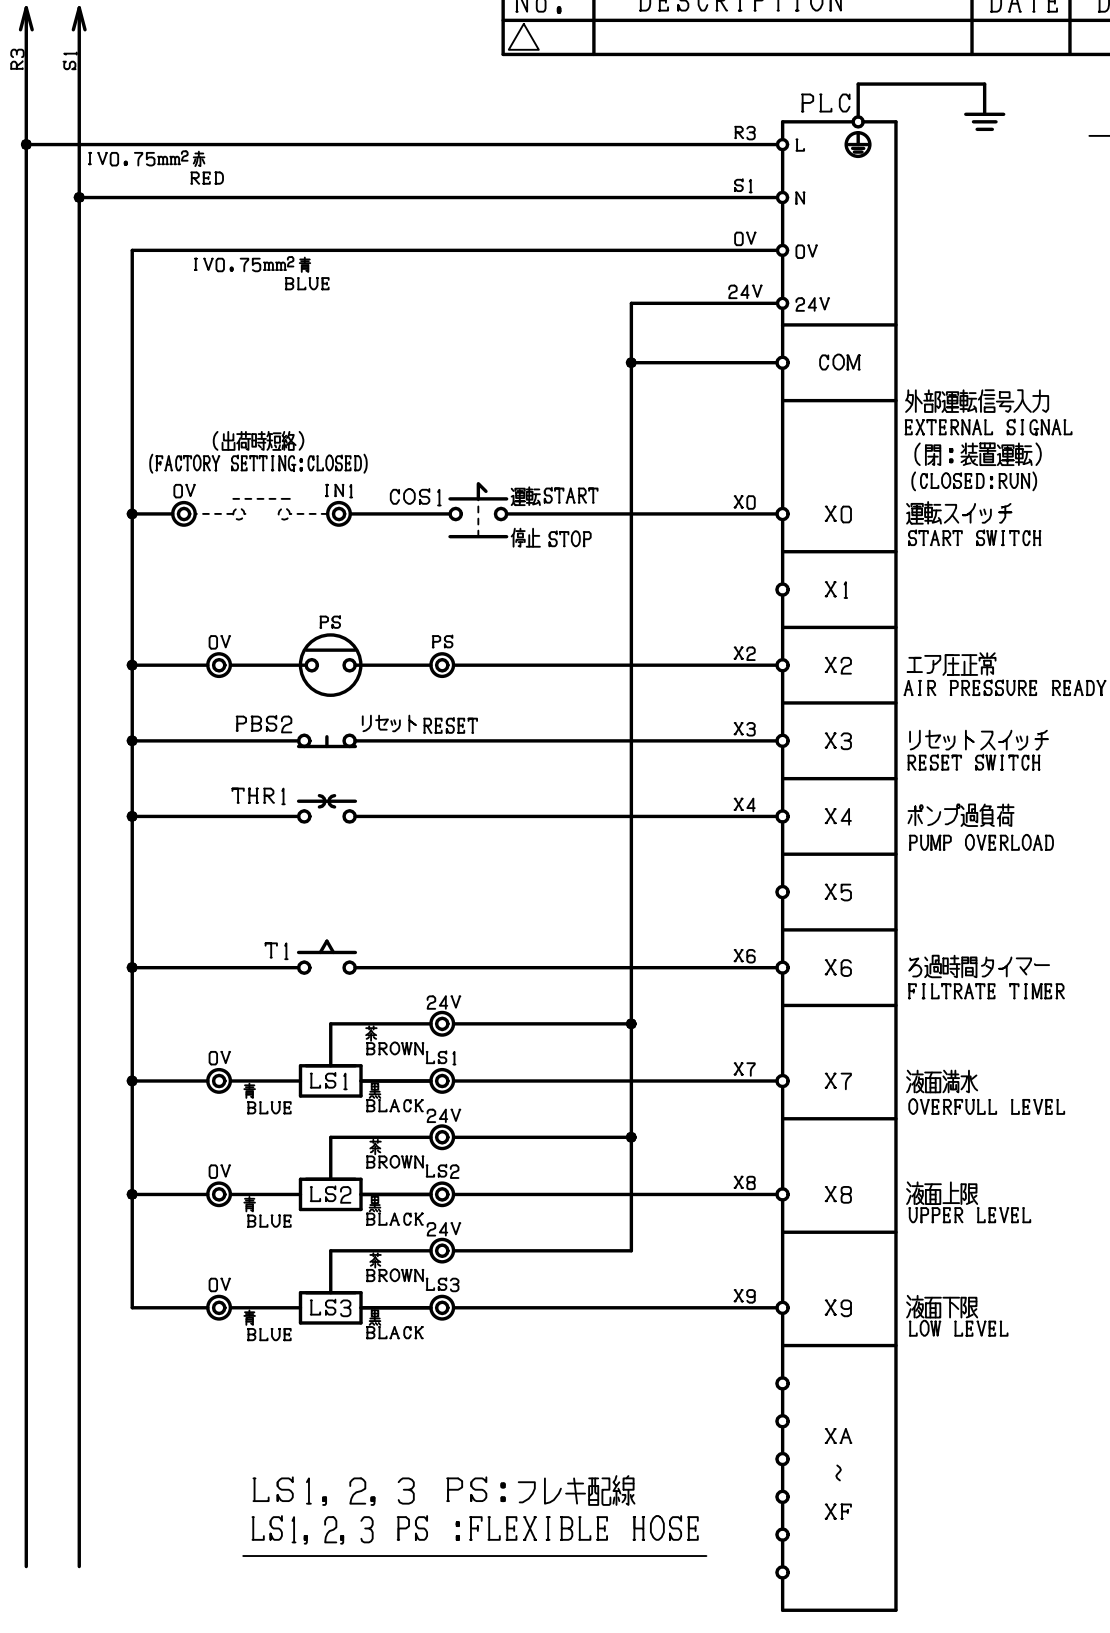 NO. DESCRIPTION DATE D
R3 S1
PLC
R3 L
IV0.75mm²赤
RED
S1 N
0V 0V
IV0.75mm²青
BLUE
24V 24V
COM
外部運転信号入力
EXTERNAL SIGNAL
(閉:装置運転)
(CLOSED:RUN)
(出荷時短絡)
(FACTORY SETTING:CLOSED)
0V IN1 COS1 運転START X0 X0 運転スイッチ
停止 STOP START SWITCH
X1
PS
0V PS X2 X2 エア圧正常
AIR PRESSURE READY
PBS2 リセットRESET X3 X3 リセットスイッチ
RESET SWITCH
THR1 X4 X4 ポンプ過負荷
PUMP OVERLOAD
X5
T1 X6 X6 ろ過時間タイマー
FILTRATE TIMER
24V
茶
BROWN
0V LS1 LS1 X7 X7 液面満水
青 黒 OVERFULL LEVEL
BLUE BLACK
24V
茶
BROWN
0V LS2 LS2 X8 X8 液面上限
青 黒 UPPER LEVEL
BLUE BLACK
24V
茶
BROWN
0V LS3 LS3 X9 X9 液面下限
青 黒 LOW LEVEL
BLUE BLACK
XA
~
XF
LS1, 2, 3 PS:フレキ配線
LS1,2,3 PS :FLEXIBLE HOSE